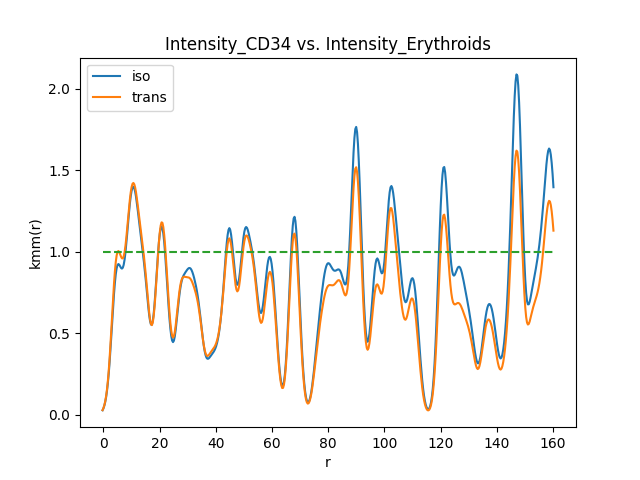 Intensity_CD34 vs. Intensity_Erythroids
iso
trans
2.0
1.5
1.0
0.5
0.0
kmm(r)
0 20 40 60 80 100 120 140 160
r